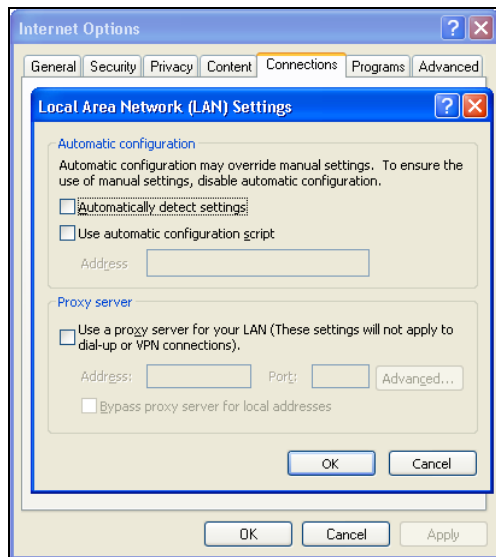 Internet Options
General Security Privacy Content Connections Programs Advanced
Local Area Network (LAN) Settings
Automatic configuration
Automatic configuration may override manual settings. To ensure the
use of manual settings, disable automatic configuration.
Automatically detect settings
Use automatic configuration script
Address
Proxy server
Use a proxy server for your LAN (These settings will not apply to
dial-up or VPN connections).
Address: Port: Advanced...
Bypass proxy server for local addresses
OK Cancel
OK Cancel Apply